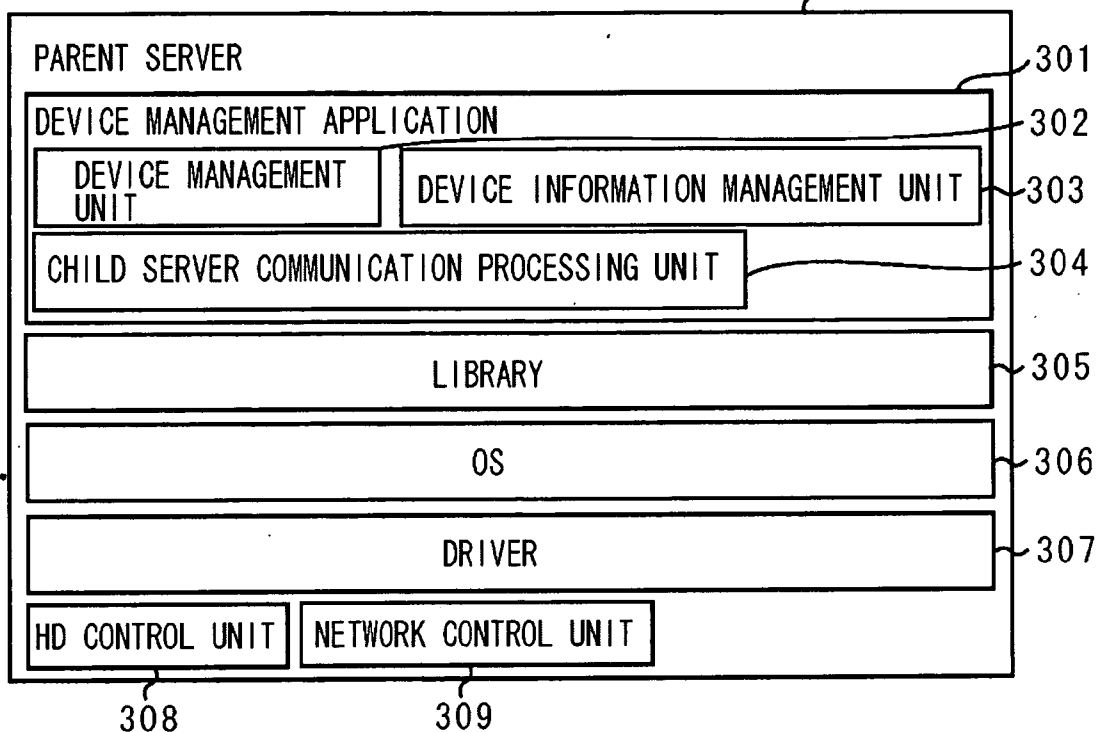 PARENT SERVER
301
DEVICE MANAGEMENT APPLICATION
302
DEVICE MANAGEMENT
UNIT
DEVICE INFORMATION MANAGEMENT UNIT
303
CHILD SERVER COMMUNICATION PROCESSING UNIT
304
LIBRARY
305
OS
306
DRIVER
307
HD CONTROL UNIT
NETWORK CONTROL UNIT
308
309